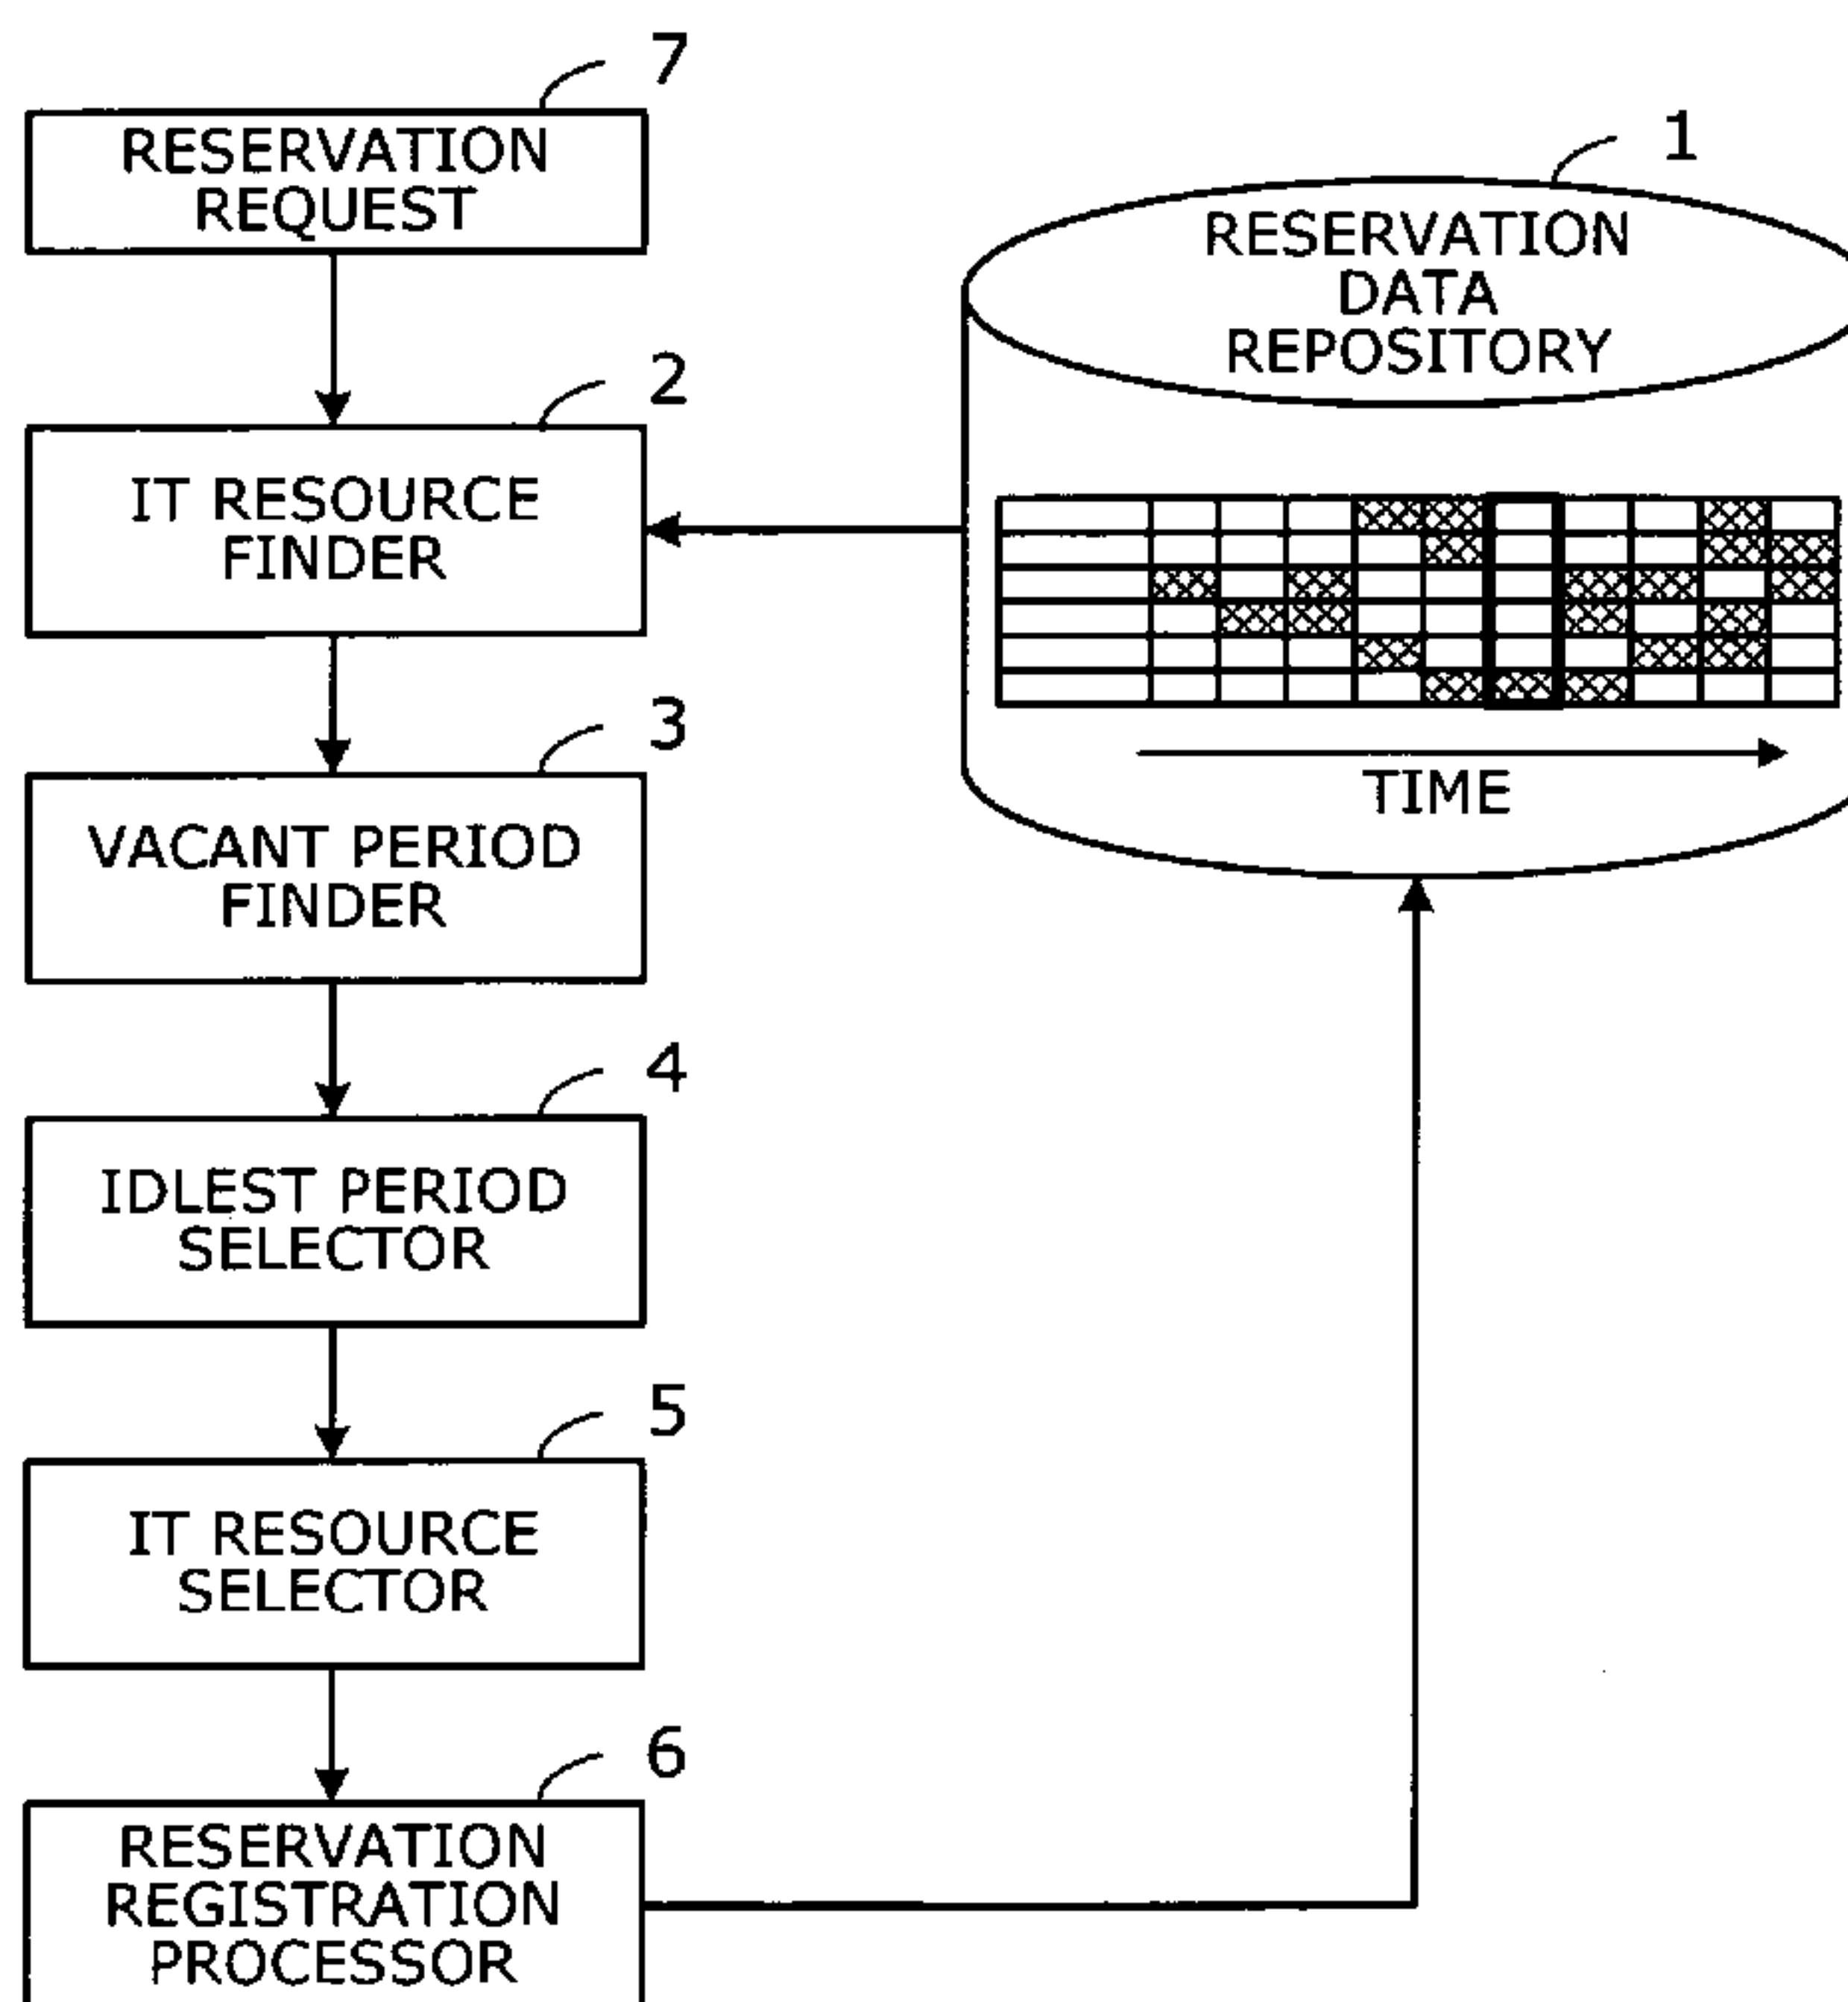 7
RESERVATION
REQUEST
1
RESERVATION
DATA
REPOSITORY
2
IT RESOURCE
FINDER
3
VACANT PERIOD
FINDER
TIME
4
IDLEST PERIOD
SELECTOR
5
IT RESOURCE
SELECTOR
6
RESERVATION
REGISTRATION
PROCESSOR